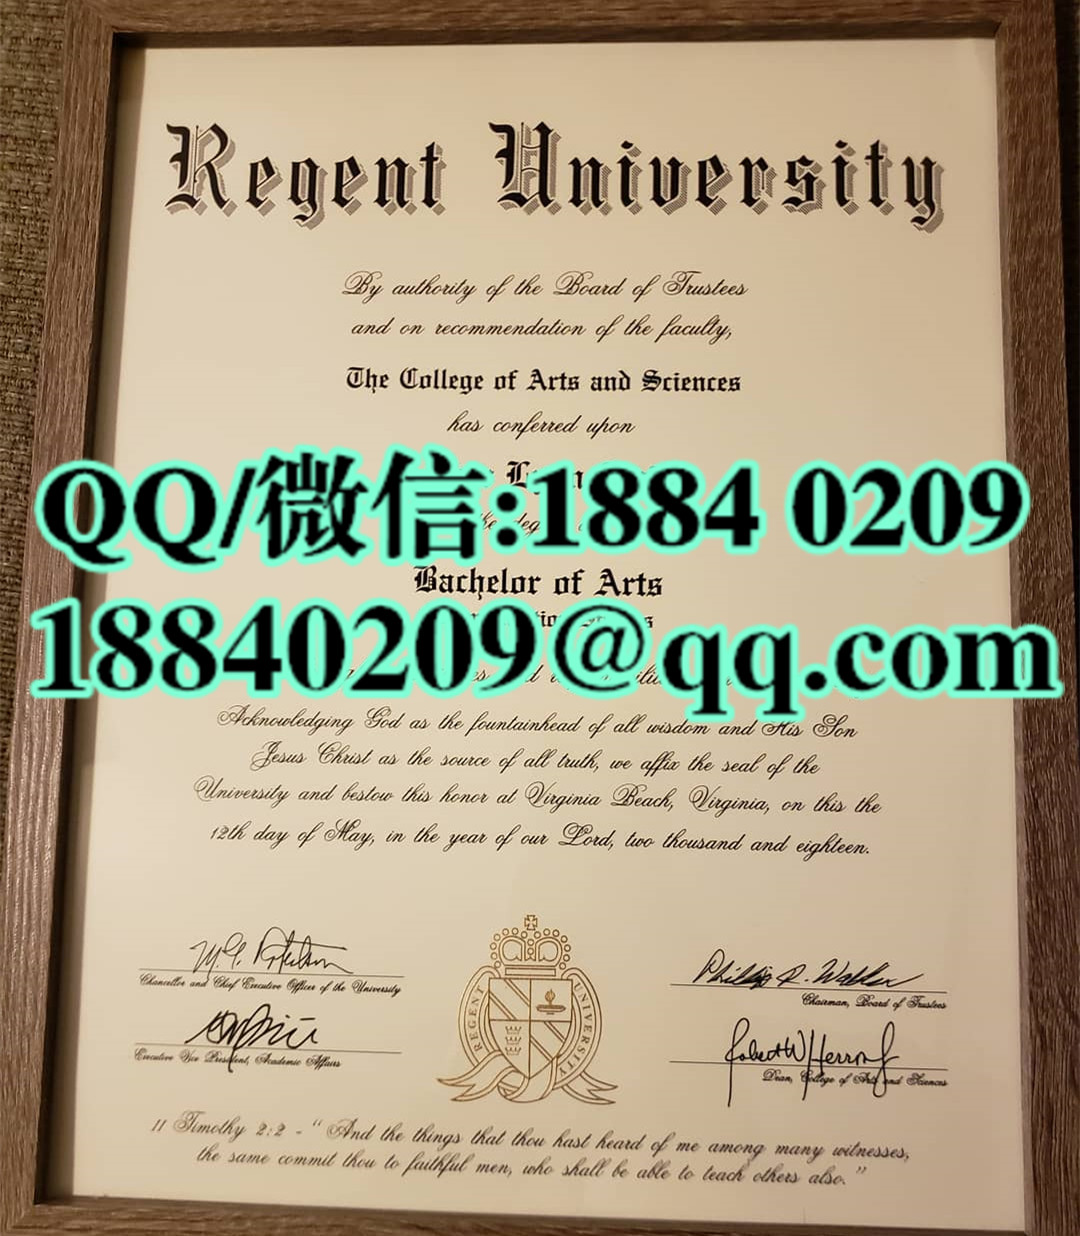 Regent University
By authority of the Board of Trustees
and on recommendation of the faculty,
The College of Arts and Sciences
has conferred upon
QQ/微信:1884 0209
Bachelor of Arts
18840209@qq.com
Acknowledging God as the fountainhead of all wisdom and His Son
Jesus Christ as the source of all truth, we affix the seal of the
University and bestow this honor at Virginia Beach, Virginia, on this the
12th day of May, in the year of our Lord, two thousand and eighteen.
Chancellor and Chief Executive Officer of the University
Phillip R. Walker
Chairman, Board of Trustees
Executive Vice President, Academic Affairs
Robert W Herron
Dean, College of Arts and Sciences
REGENT UNIVERSITY
II Timothy 2:2 - "And the things that thou hast heard of me among many witnesses,
the same commit thou to faithful men, who shall be able to teach others also."